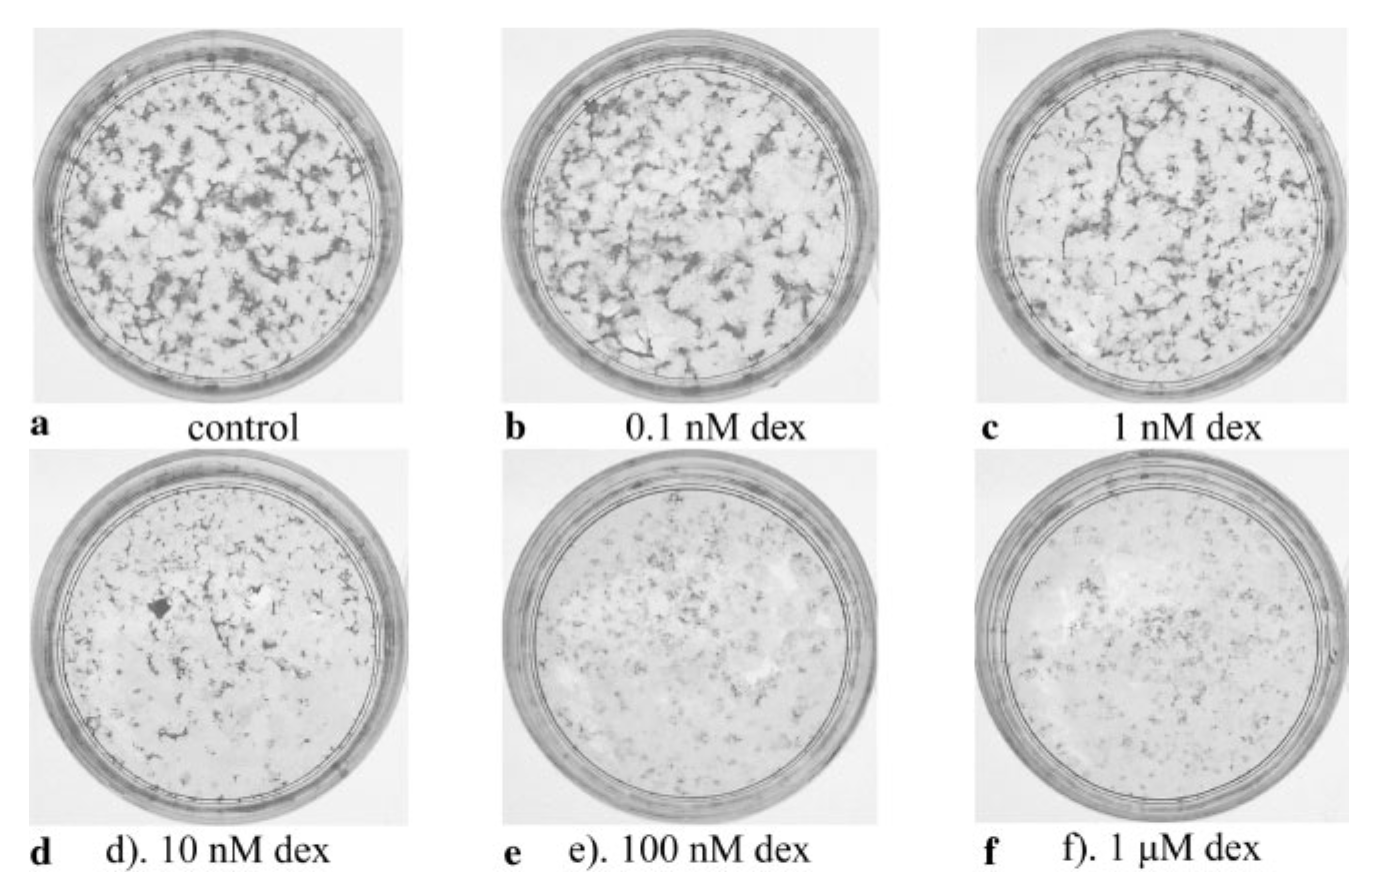 a control
b 0.1 nM dex
c 1 nM dex
d d). 10 nM dex
e e). 100 nM dex
f f). 1 μM dex